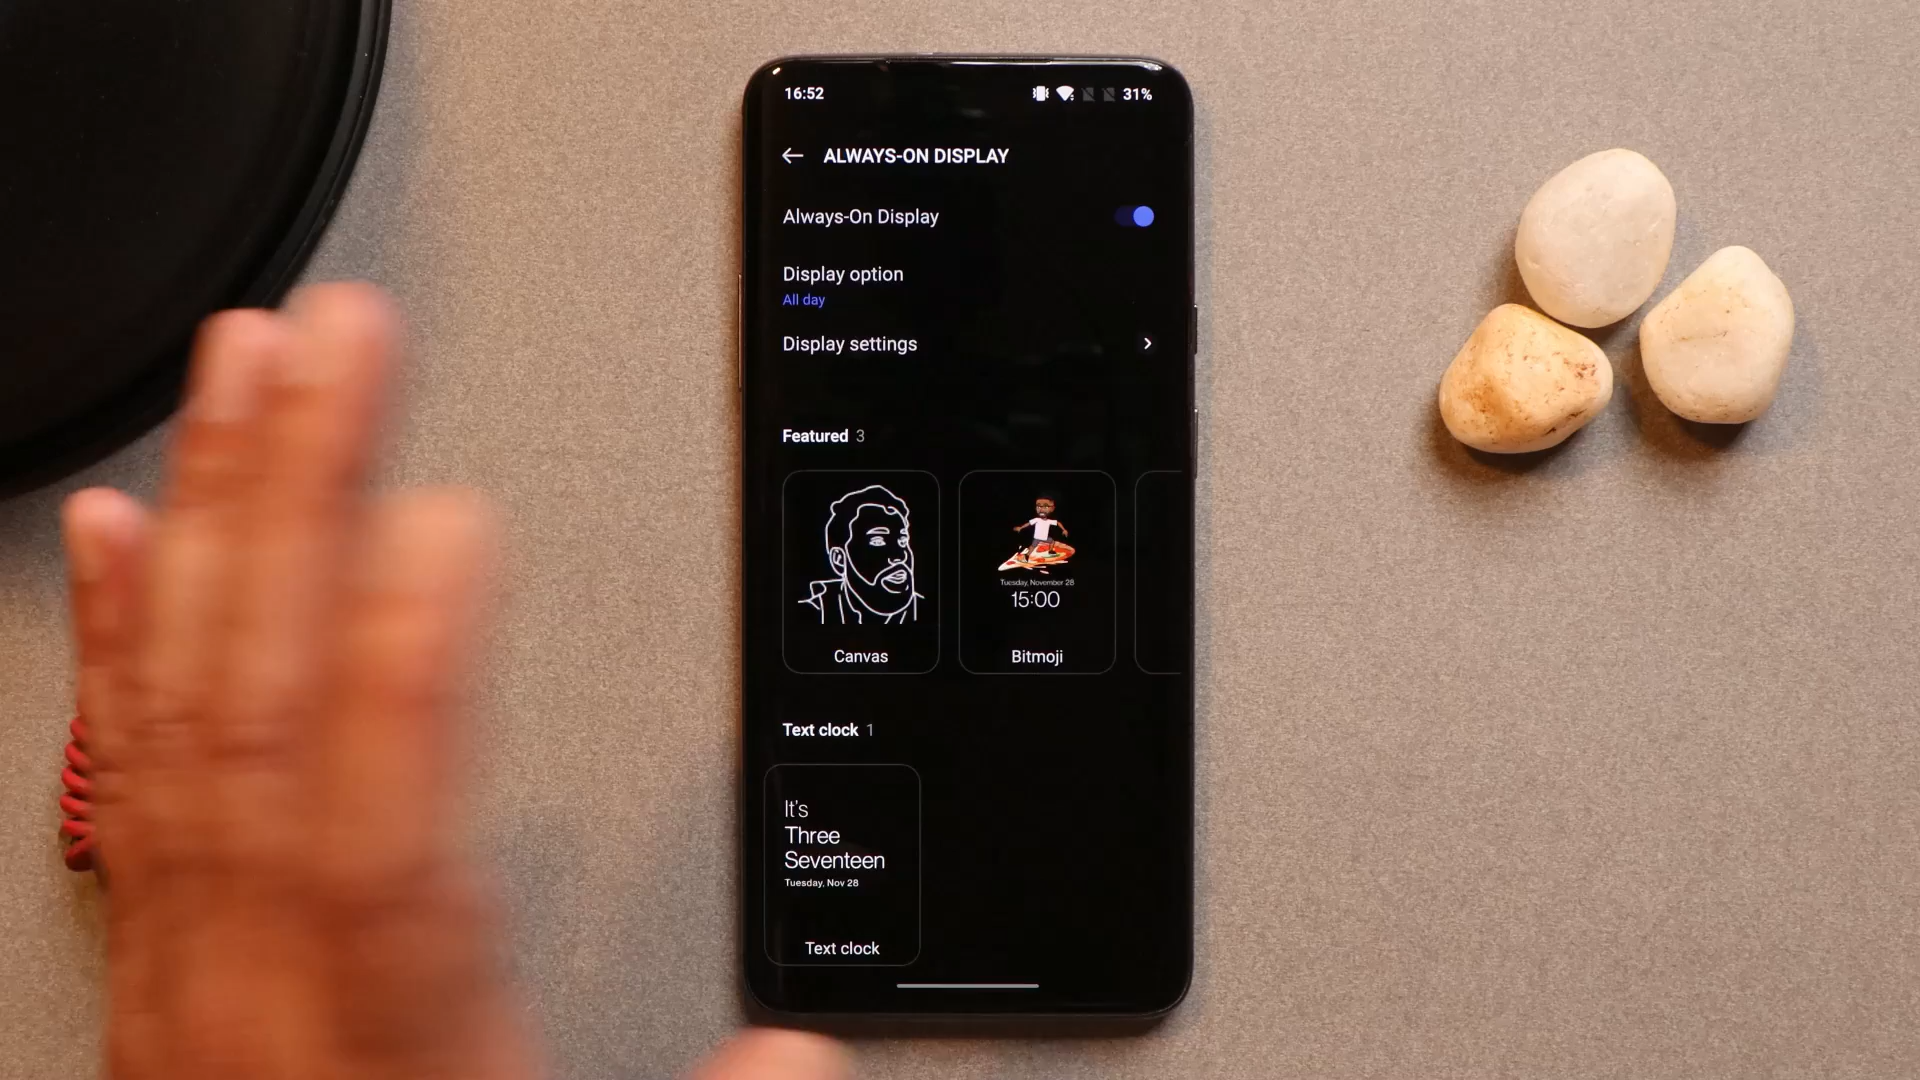 16:52
31%
ALWAYS-ON DISPLAY
Always-On Display
Display option
All day
Display settings
Featured 3
Tuesday, November 28
15:00
Canvas
Bitmoji
Text clock 1
It's
Three
Seventeen
Tuesday, Nov 28
Text clock